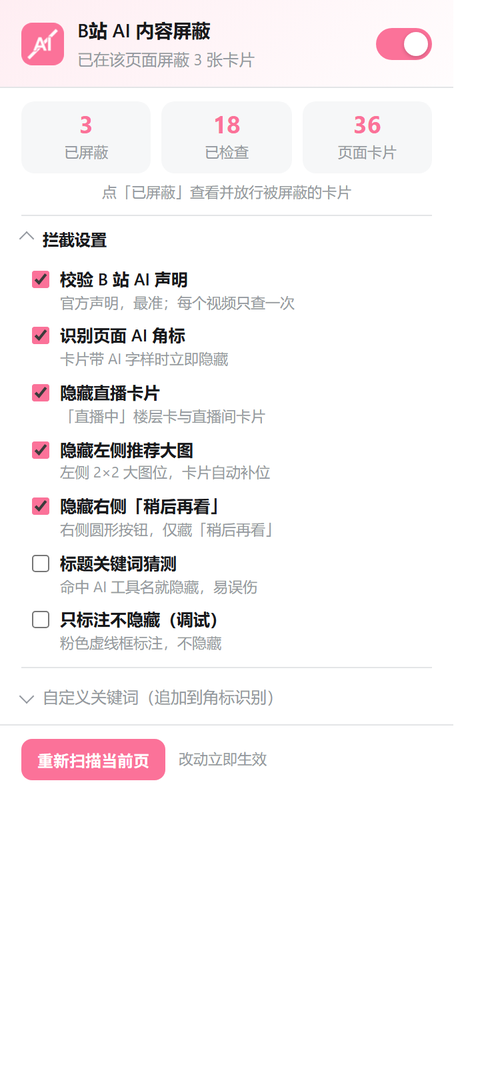 AI
B站 AI 内容屏蔽
已在该页面屏蔽 3 张卡片
3
已屏蔽
18
已检查
36
页面卡片
点「已屏蔽」查看并放行被屏蔽的卡片
拦截设置
校验 B 站 AI 声明
官方声明，最准；每个视频只查一次
识别页面 AI 角标
卡片带 AI 字样时立即隐藏
隐藏直播卡片
「直播中」楼层卡与直播间卡片
隐藏左侧推荐大图
左侧 2×2 大图位，卡片自动补位
隐藏右侧「稍后再看」
右侧圆形按钮，仅藏「稍后再看」
标题关键词猜测
命中 AI 工具名就隐藏，易误伤
只标注不隐藏（调试）
粉色虚线框标注，不隐藏
自定义关键词（追加到角标识别）
重新扫描当前页
改动立即生效